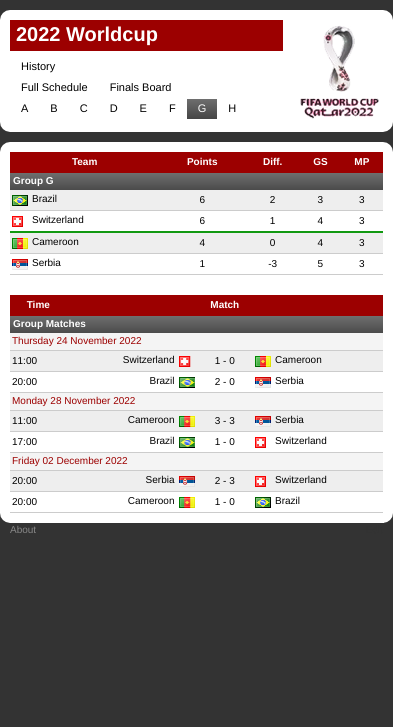 2022 Worldcup
History
Full Schedule Finals Board
A B C D E F G H
FIFA WORLD CUP
Qatar2022
Team Points Diff. GS MP
Group G
Brazil 6 2 3 3
Switzerland 6 1 4 3
Cameroon 4 0 4 3
Serbia 1 -3 5 3
Time Match
Group Matches
Thursday 24 November 2022
11:00 Switzerland 1 - 0 Cameroon
20:00 Brazil 2 - 0 Serbia
Monday 28 November 2022
11:00 Cameroon 3 - 3 Serbia
17:00 Brazil 1 - 0 Switzerland
Friday 02 December 2022
20:00 Serbia 2 - 3 Switzerland
20:00 Cameroon 1 - 0 Brazil
About